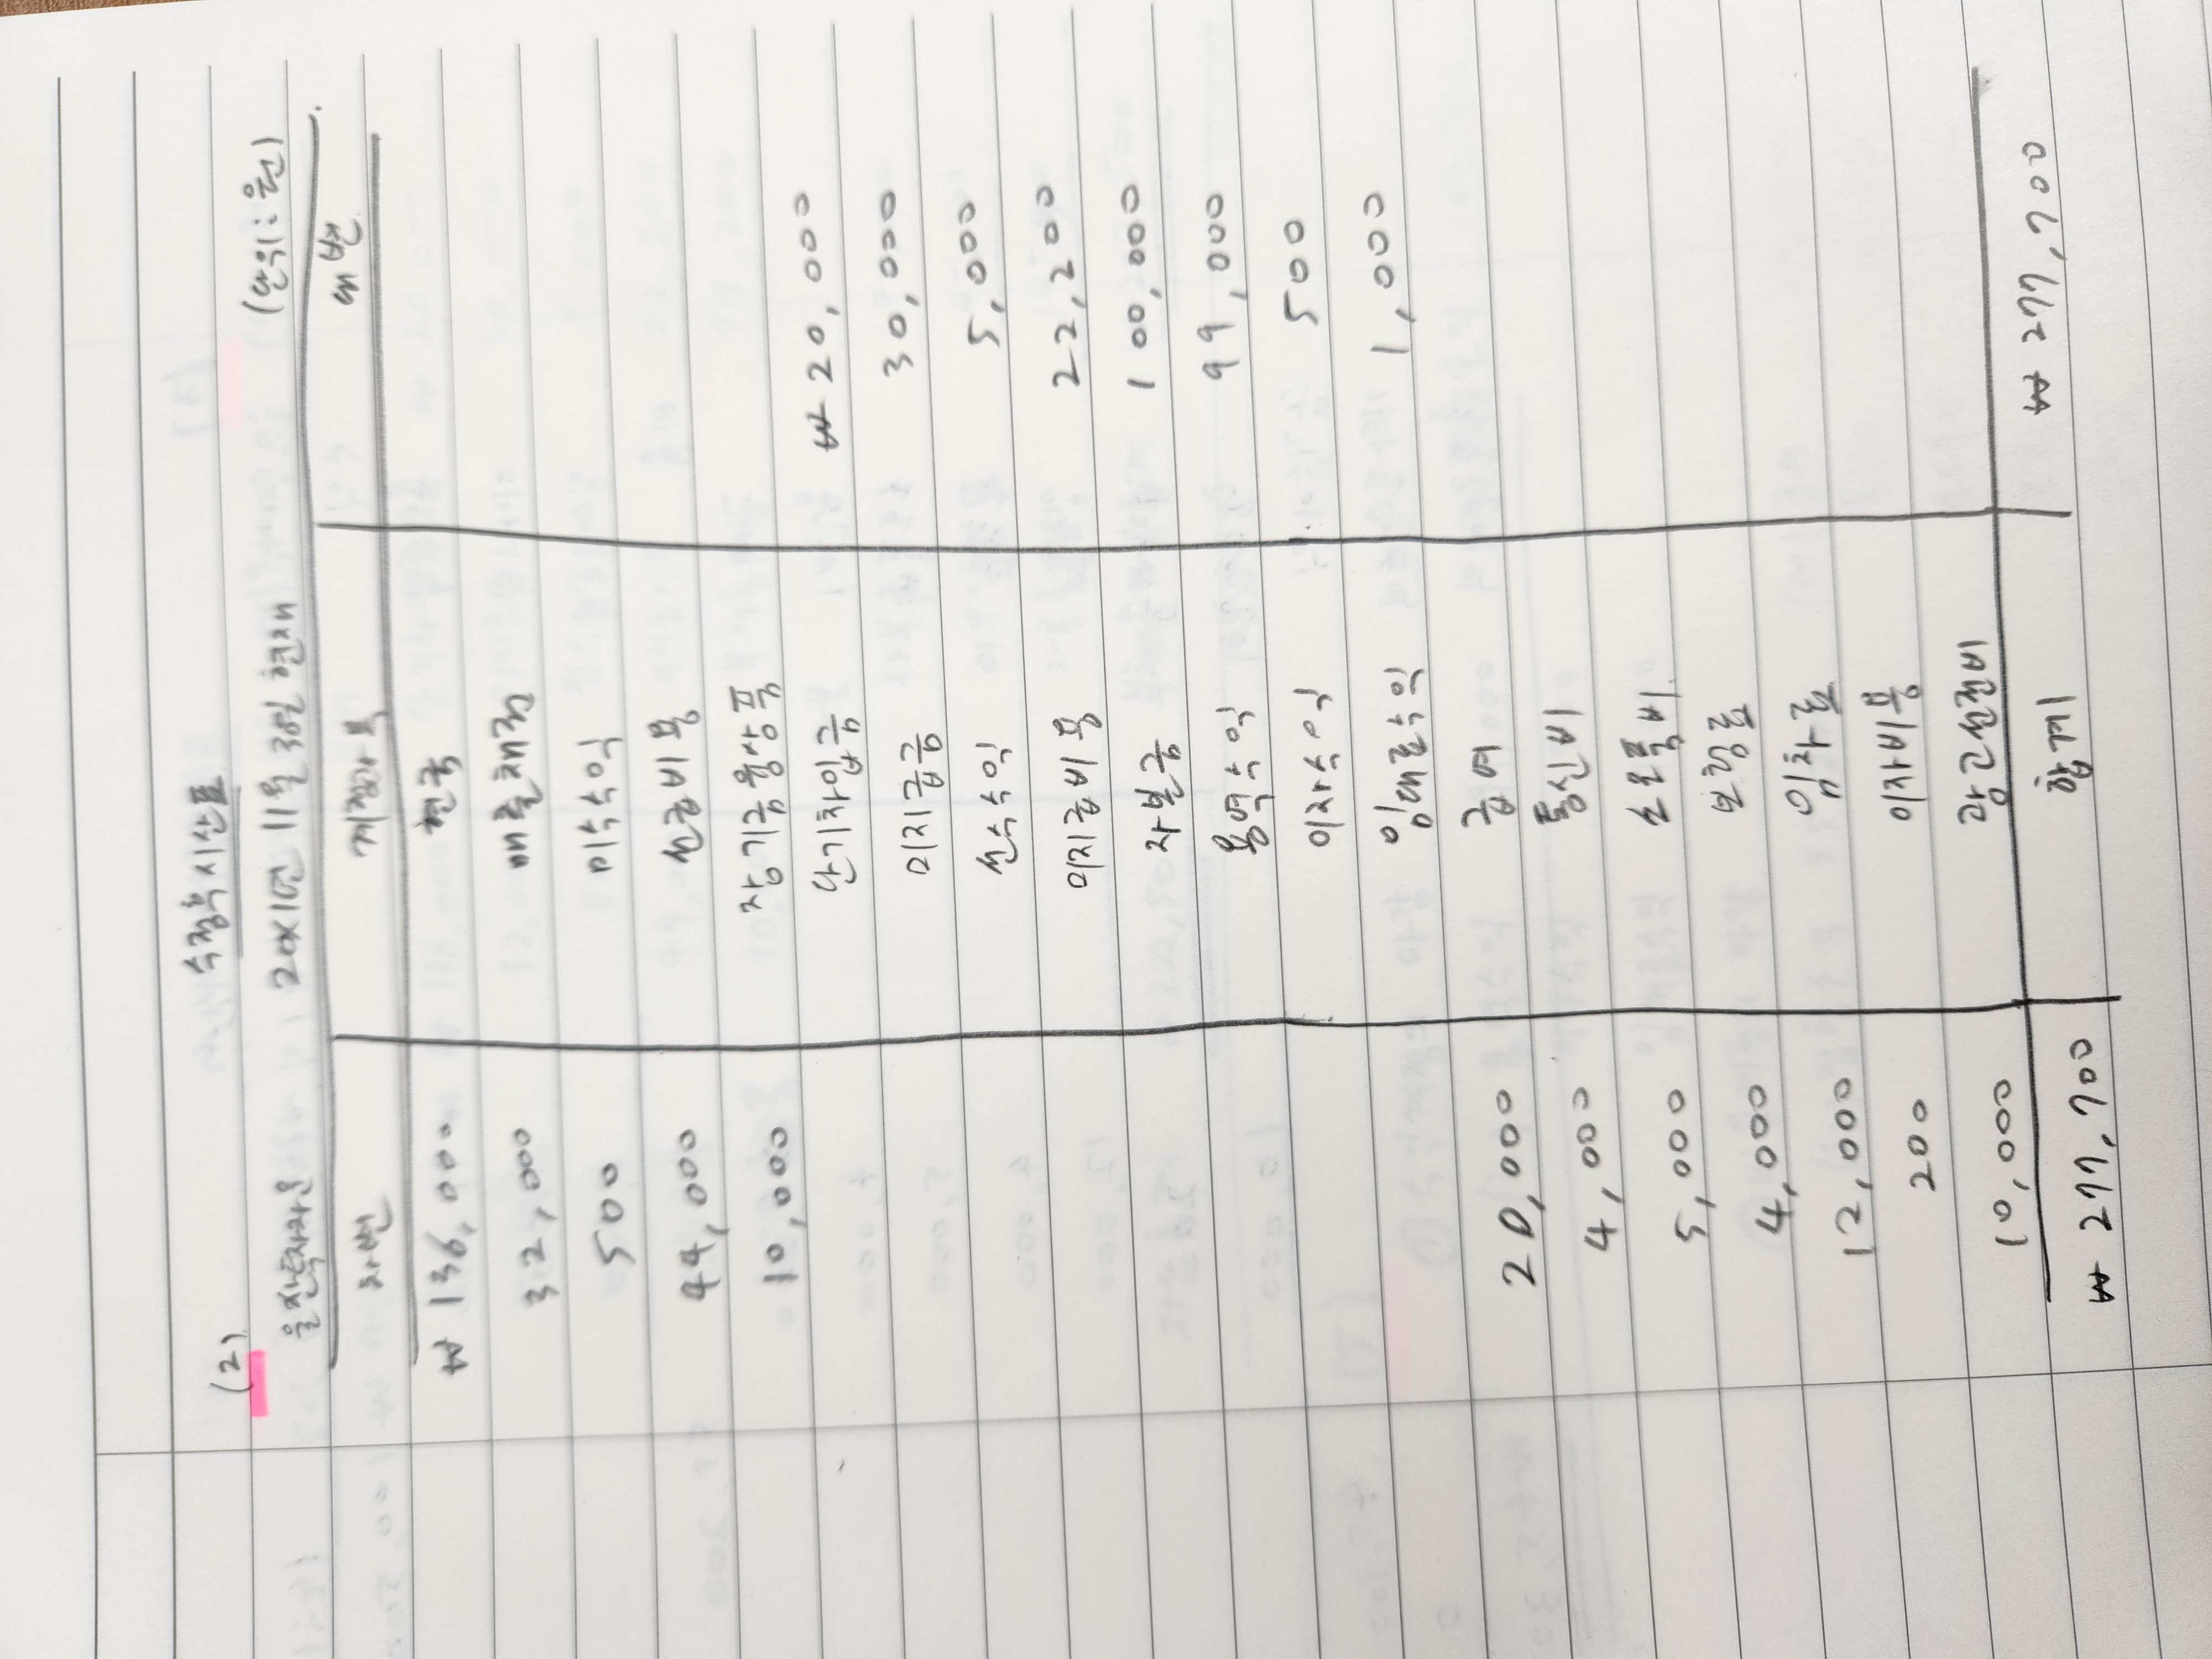 (2) 수정후시산표
을진투자자문 20X1년 11월 30일 현재 (단위: 원)
차변 계정과목 대변
₩ 136,000 현금
32,000 매출채권
500 미수수익
44,000 선급비용
10,000 장기금융상품
단기차입금 ₩ 20,000
미지급금 30,000
선수수익 5,000
미지급비용 22,200
자본금 100,000
용역수익 99,000
이자수익 500
임대료수익 1,000
20,000 급여
4,000 통신비
5,000 소모품비
4,000 보험료
12,000 임차료
200 이자비용
10,000 광고선전비
₩ 277,700 합계 ₩ 277,700